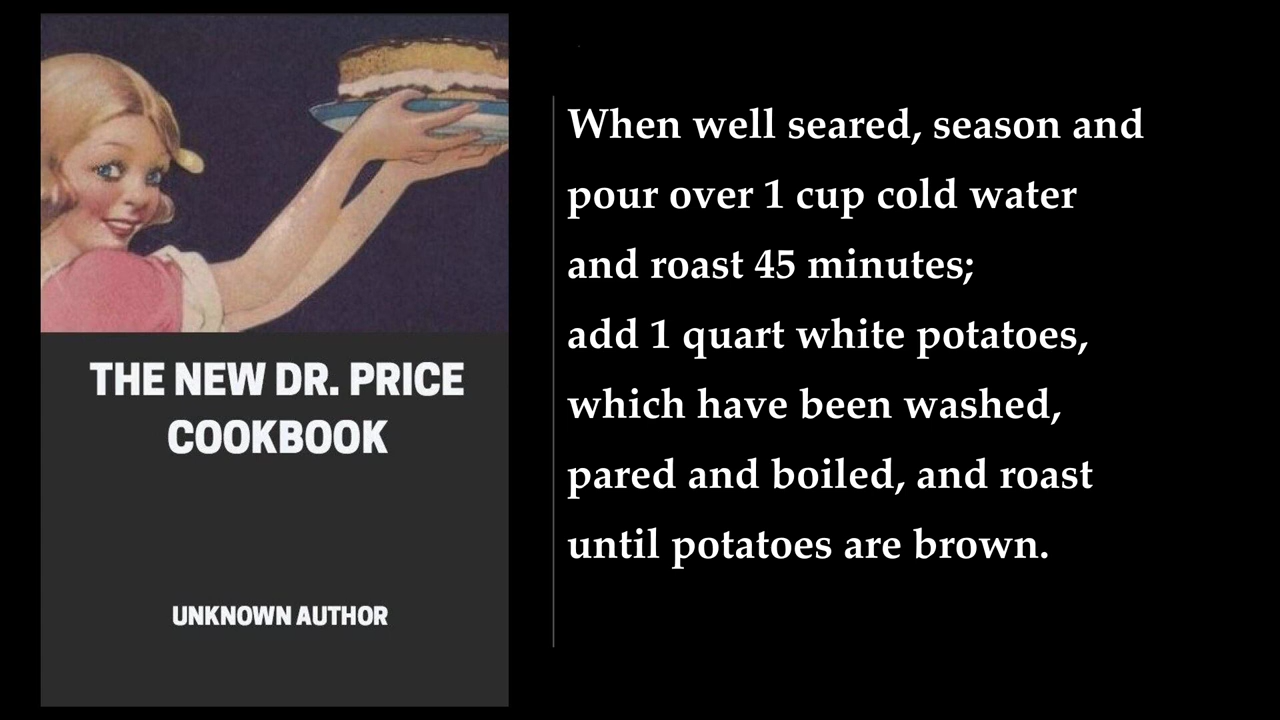 THE NEW DR. PRICE
COOKBOOK
UNKNOWN AUTHOR
When well seared, season and
pour over 1 cup cold water
and roast 45 minutes;
add 1 quart white potatoes,
which have been washed,
pared and boiled, and roast
until potatoes are brown.